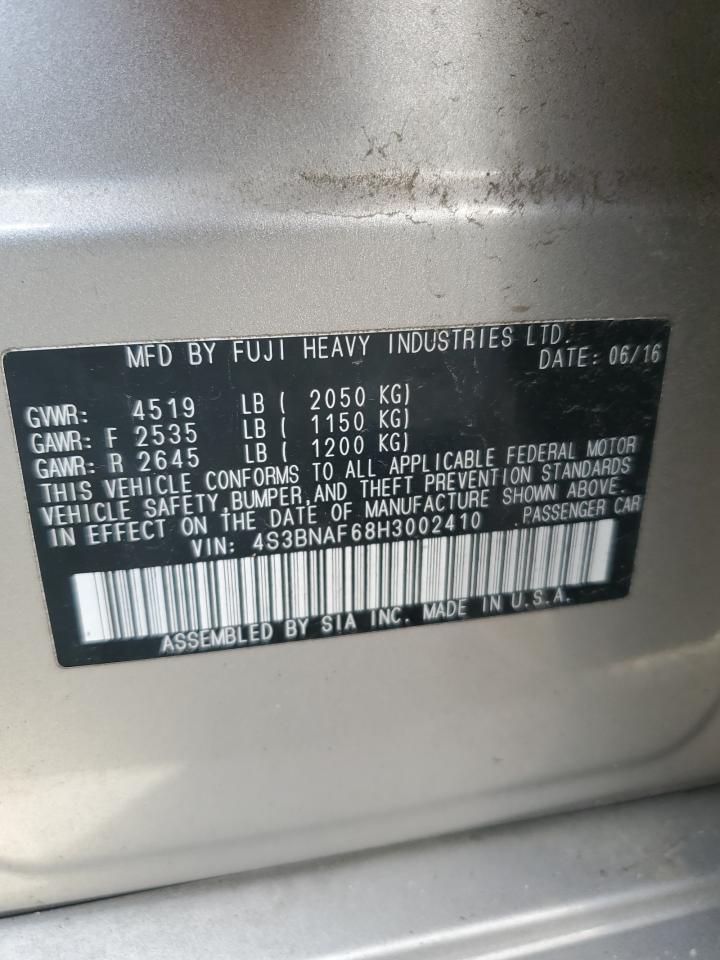 MFD BY FUJI HEAVY INDUSTRIES LTD. DATE: 06/16
GVWR: 4519 LB ( 2050 KG)
GAWR: F 2535 LB ( 1150 KG)
GAWR: R 2645 LB ( 1200 KG)
THIS VEHICLE CONFORMS TO ALL APPLICABLE FEDERAL MOTOR
VEHICLE SAFETY,BUMPER,AND THEFT PREVENTION STANDARDS
IN EFFECT ON THE DATE OF MANUFACTURE SHOWN ABOVE.
VIN: 4S3BNAF68H3002410 PASSENGER CAR
ASSEMBLED BY SIA INC. MADE IN U.S.A.